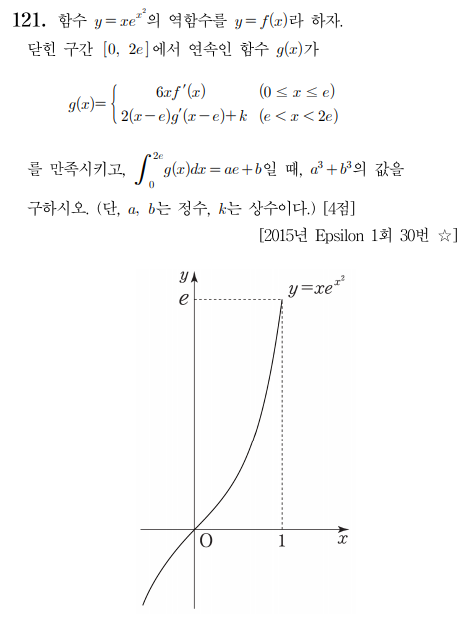 121. 함수 y=xe^{x^2}의 역함수를 y=f(x)라 하자.
닫힌 구간 [0, 2e]에서 연속인 함수 g(x)가
g(x)={ 6xf′(x) (0≤x≤e)
2(x−e)g′(x−e)+k (e<x<2e)
를 만족시키고, ∫_0^{2e} g(x)dx=ae+b일 때, a³+b³의 값을
구하시오. (단, a, b는 정수, k는 상수이다.) [4점]
[2015년 Epsilon 1회 30번 ☆]
y
e
y=xe^{x^2}
O
1
x